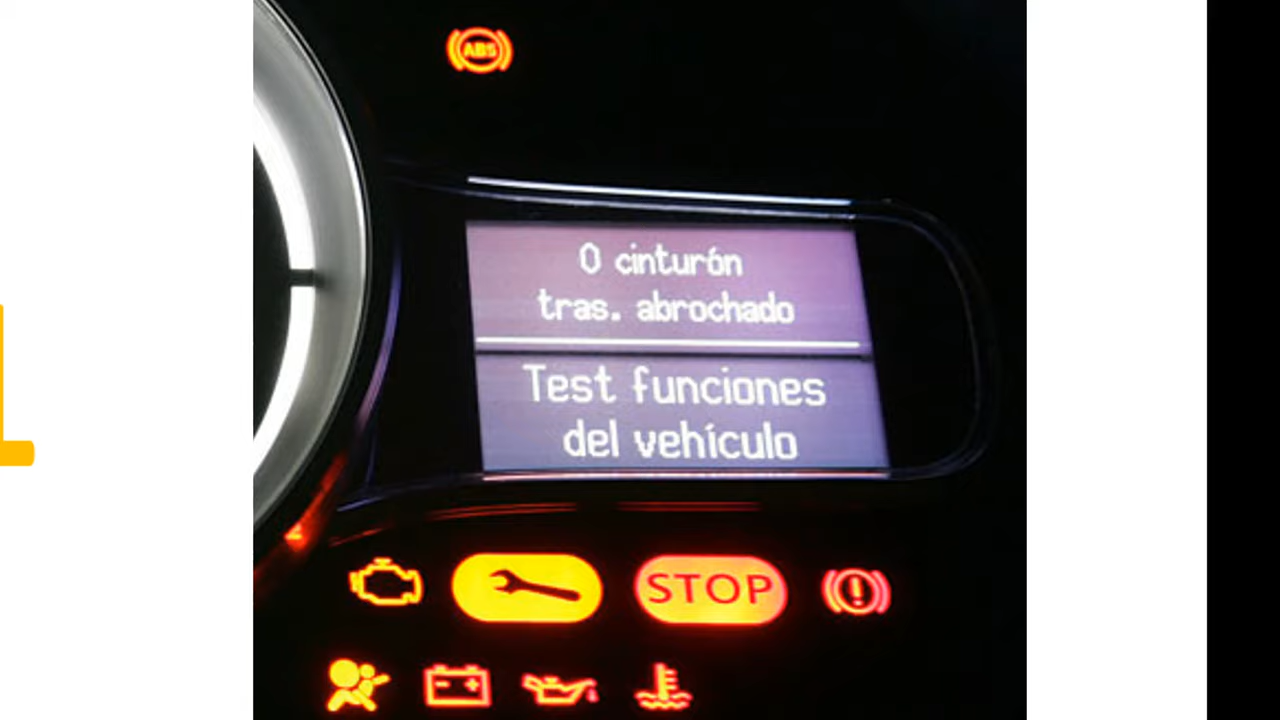 ABS
0 cinturón
tras. abrochado
Test funciones
del vehículo
STOP